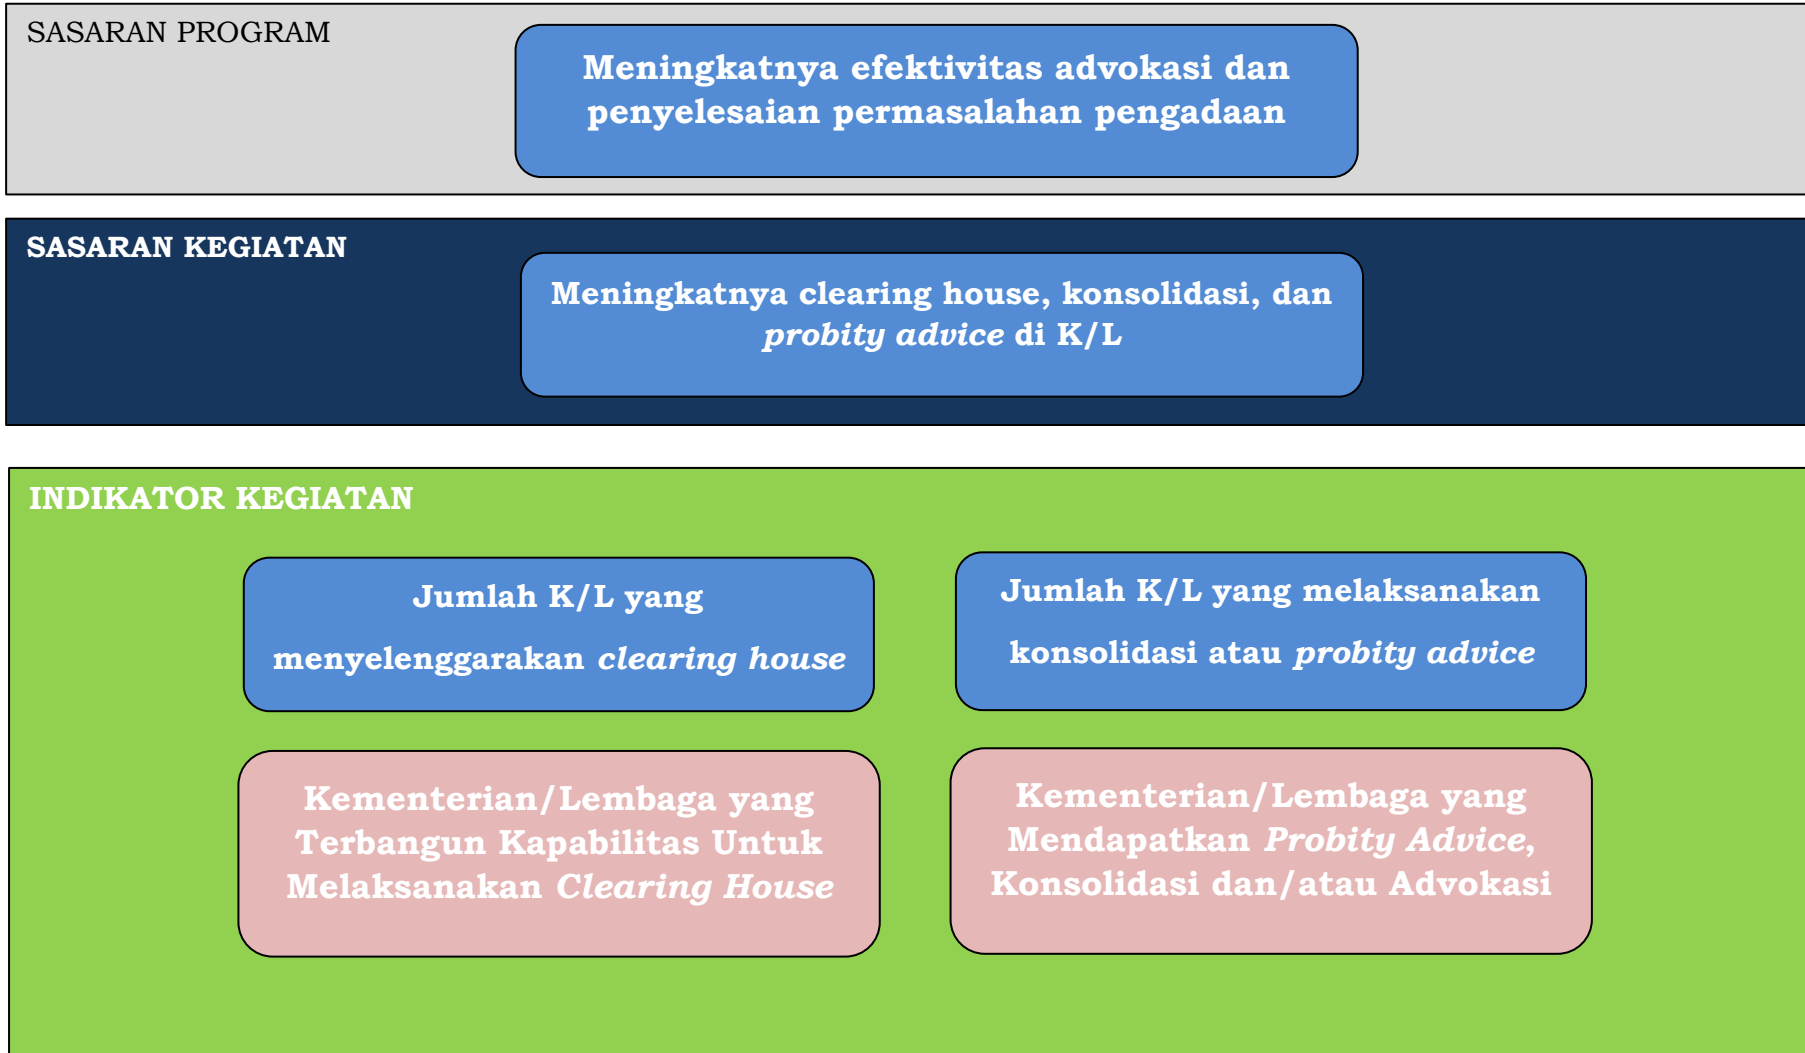 SASARAN PROGRAM
Meningkatnya efektivitas advokasi dan
penyelesaian permasalahan pengadaan
SASARAN KEGIATAN
Meningkatnya clearing house, konsolidasi, dan
probity advice di K/L
INDIKATOR KEGIATAN
Jumlah K/L yang
menyelenggarakan clearing house
Jumlah K/L yang melaksanakan
konsolidasi atau probity advice
Kementerian/Lembaga yang
Terbangun Kapabilitas Untuk
Melaksanakan Clearing House
Kementerian/Lembaga yang
Mendapatkan Probity Advice,
Konsolidasi dan/atau Advokasi